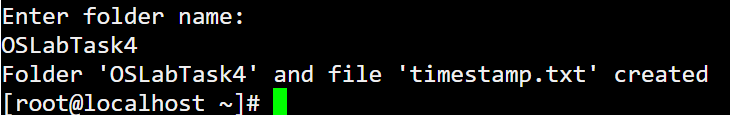 Enter folder name:
OSLabTask4
Folder 'OSLabTask4' and file 'timestamp.txt' created
[root@localhost ~]#